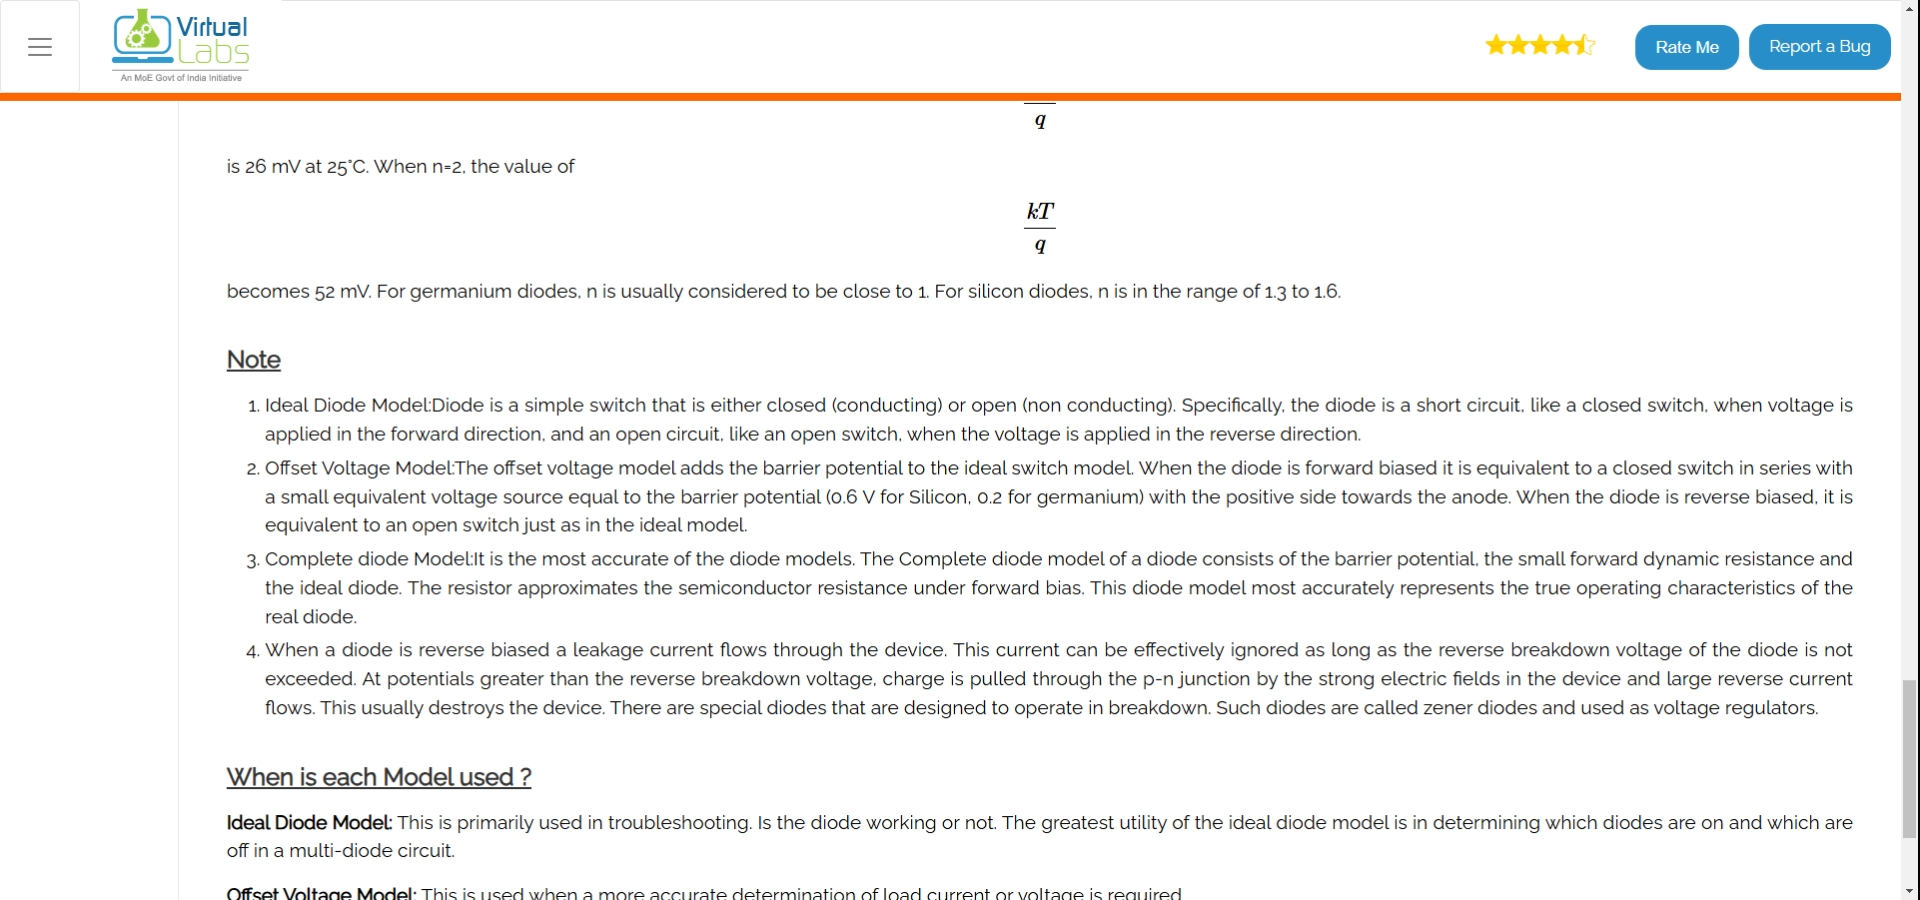 Virtual
Labs
An MoE Govt of India Initiative
Rate Me
Report a Bug
q
is 26 mV at 25°C. When n=2, the value of
kT
q
becomes 52 mV. For germanium diodes, n is usually considered to be close to 1. For silicon diodes, n is in the range of 1.3 to 1.6.
Note
1. Ideal Diode Model:Diode is a simple switch that is either closed (conducting) or open (non conducting). Specifically, the diode is a short circuit, like a closed switch, when voltage is
applied in the forward direction, and an open circuit, like an open switch, when the voltage is applied in the reverse direction.
2. Offset Voltage Model:The offset voltage model adds the barrier potential to the ideal switch model. When the diode is forward biased it is equivalent to a closed switch in series with
a small equivalent voltage source equal to the barrier potential (0.6 V for Silicon, 0.2 for germanium) with the positive side towards the anode. When the diode is reverse biased, it is
equivalent to an open switch just as in the ideal model.
3. Complete diode Model:It is the most accurate of the diode models. The Complete diode model of a diode consists of the barrier potential, the small forward dynamic resistance and
the ideal diode. The resistor approximates the semiconductor resistance under forward bias. This diode model most accurately represents the true operating characteristics of the
real diode.
4. When a diode is reverse biased a leakage current flows through the device. This current can be effectively ignored as long as the reverse breakdown voltage of the diode is not
exceeded. At potentials greater than the reverse breakdown voltage, charge is pulled through the p-n junction by the strong electric fields in the device and large reverse current
flows. This usually destroys the device. There are special diodes that are designed to operate in breakdown. Such diodes are called zener diodes and used as voltage regulators.
When is each Model used ?
Ideal Diode Model: This is primarily used in troubleshooting. Is the diode working or not. The greatest utility of the ideal diode model is in determining which diodes are on and which are
off in a multi-diode circuit.
Offset Voltage Model: This is used when a more accurate determination of load current or voltage is required